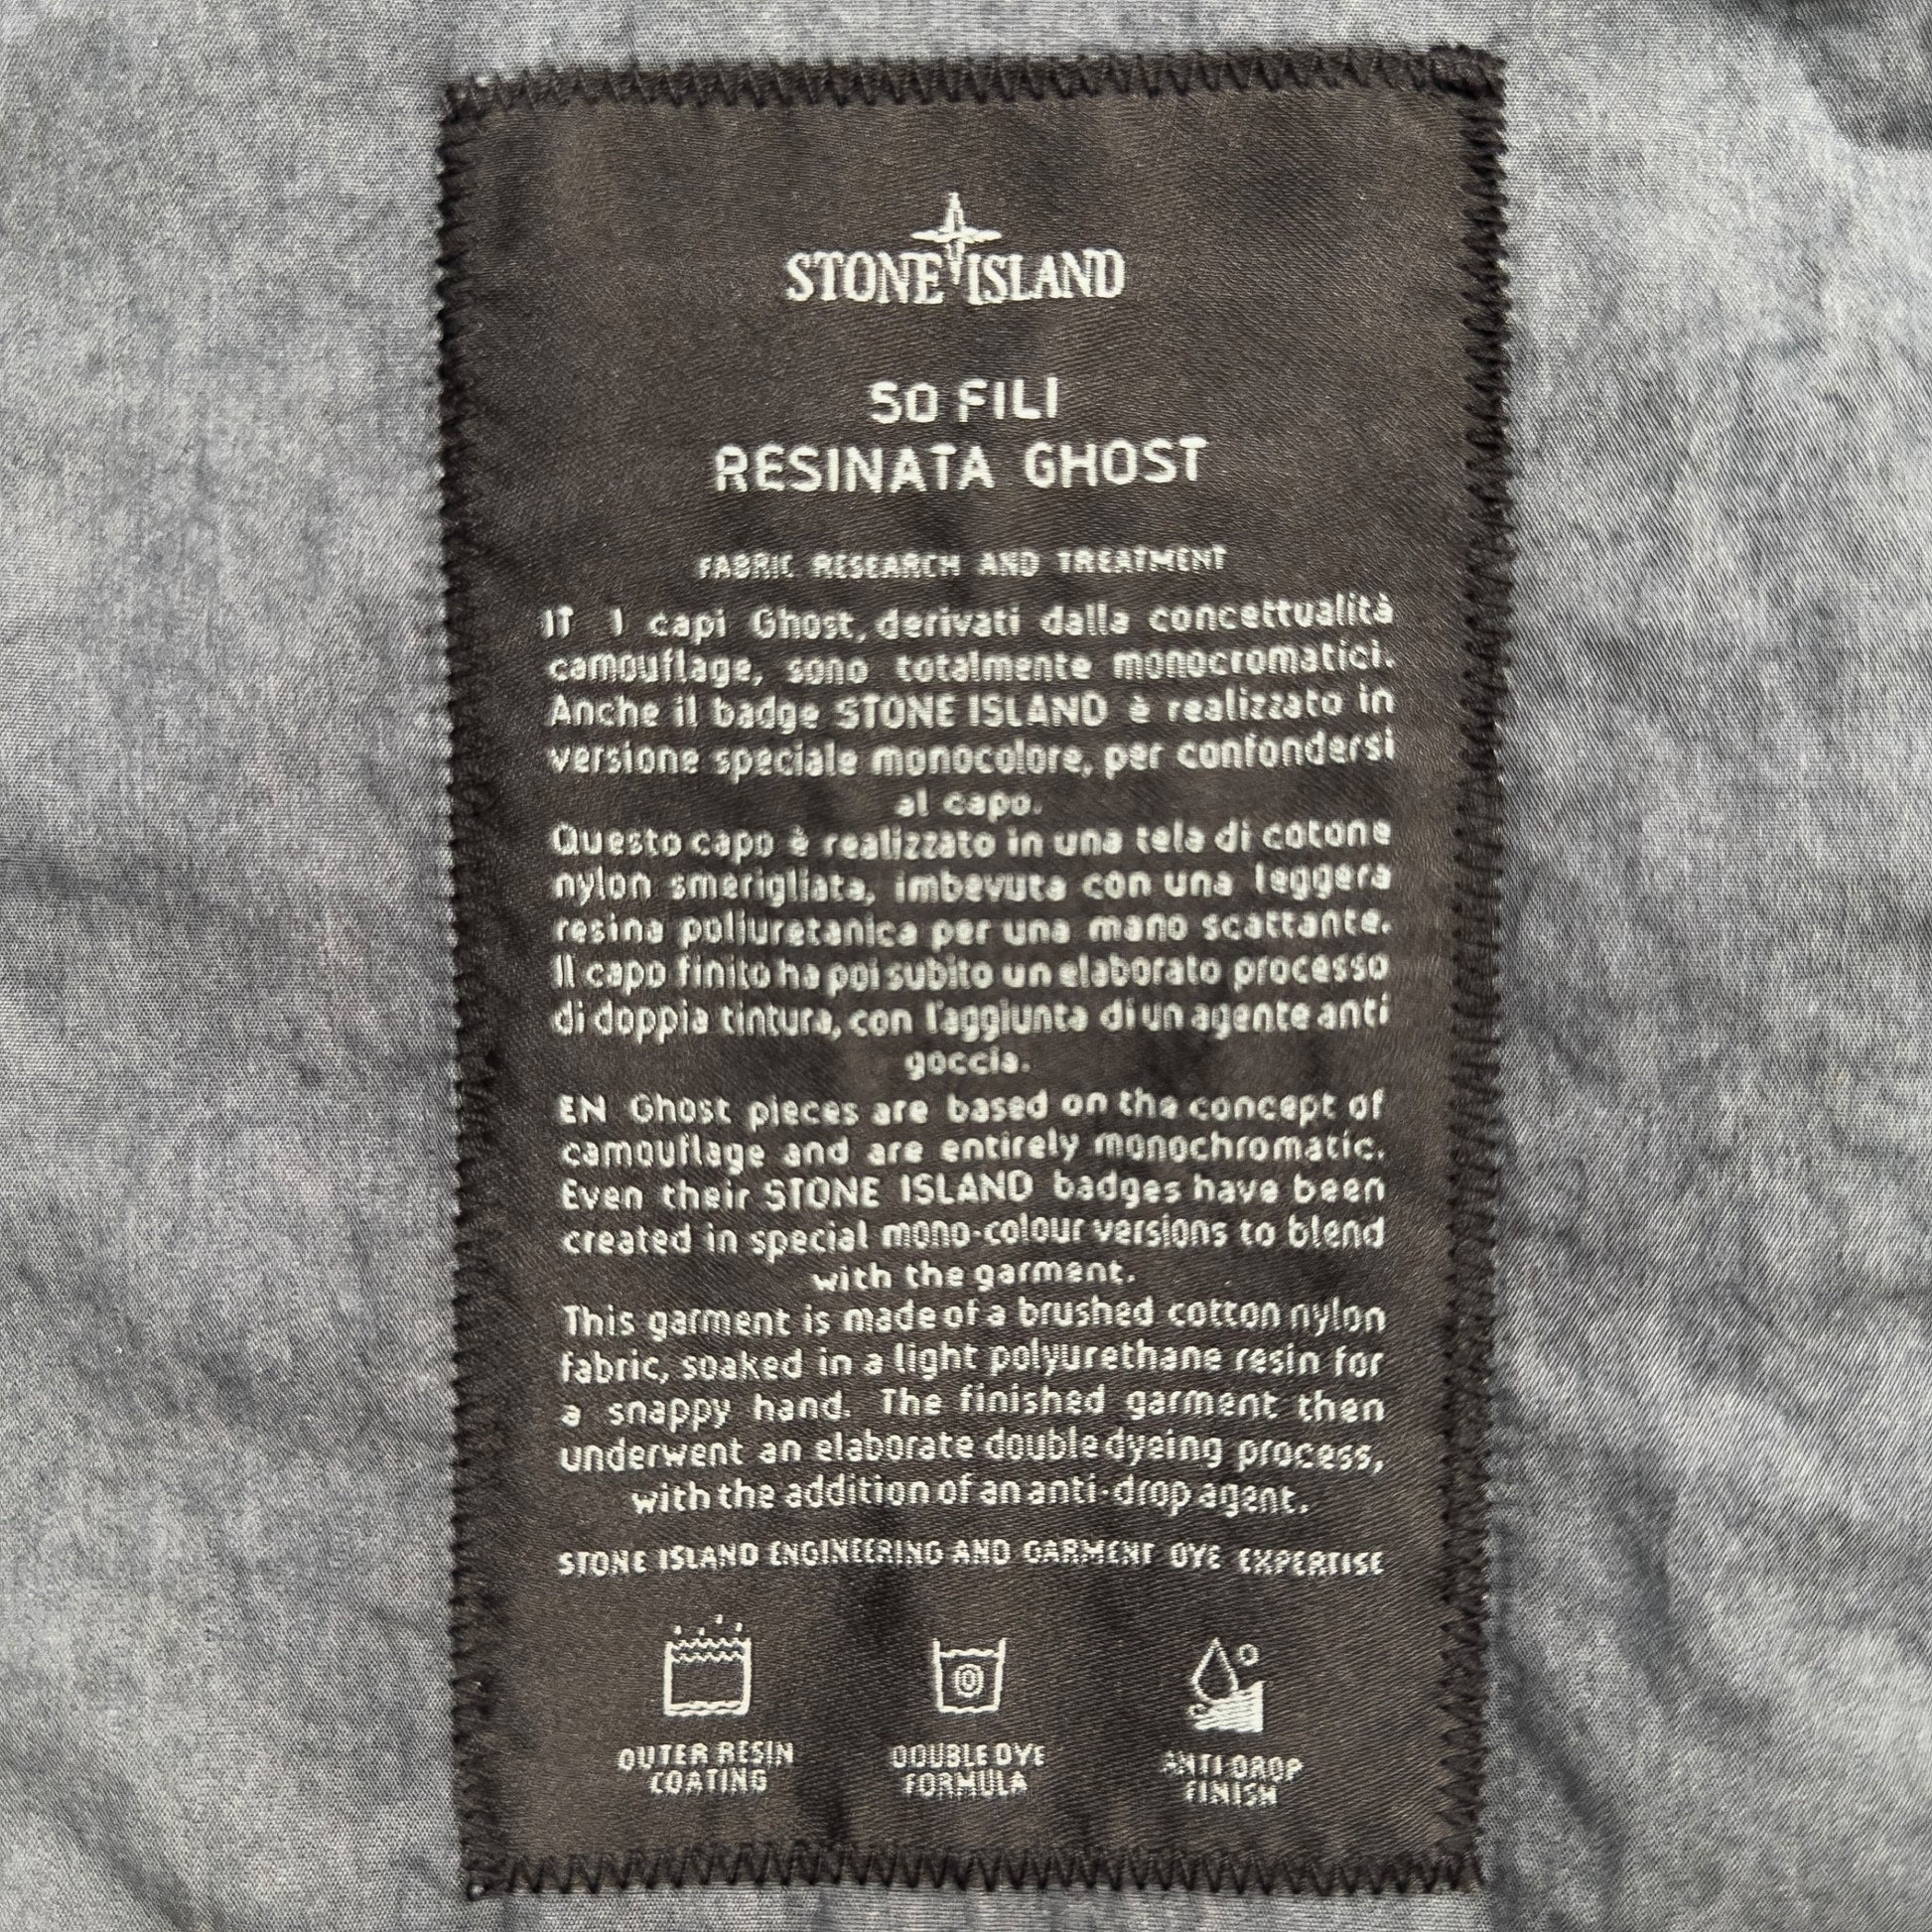 STONE ISLAND
50 FILI
RESINATA GHOST
FABRIC RESEARCH AND TREATMENT
IT I capi Ghost, derivati dalla concettualità
camouflage, sono totalmente monocromatici.
Anche il badge STONE ISLAND è realizzato in
versione speciale monocolore, per confondersi
al capo.
Questo capo è realizzato in una tela di cotone
nylon smerigliata, imbevuta con una leggera
resina poliuretanica per una mano scattante.
Il capo finito ha poi subito un elaborato processo
di doppia tintura, con l'aggiunta di un agente anti
goccia.
EN Ghost pieces are based on the concept of
camouflage and are entirely monochromatic.
Even their STONE ISLAND badges have been
created in special mono-colour versions to blend
with the garment.
This garment is made of a brushed cotton nylon
fabric, soaked in a light polyurethane resin for
a snappy hand. The finished garment then
underwent an elaborate double dyeing process,
with the addition of an anti-drop agent.
STONE ISLAND ENGINEERING AND GARMENT DYE EXPERTISE
OUTER RESIN
COATING
DOUBLE DYE
FORMULA
ANTI DROP
FINISH